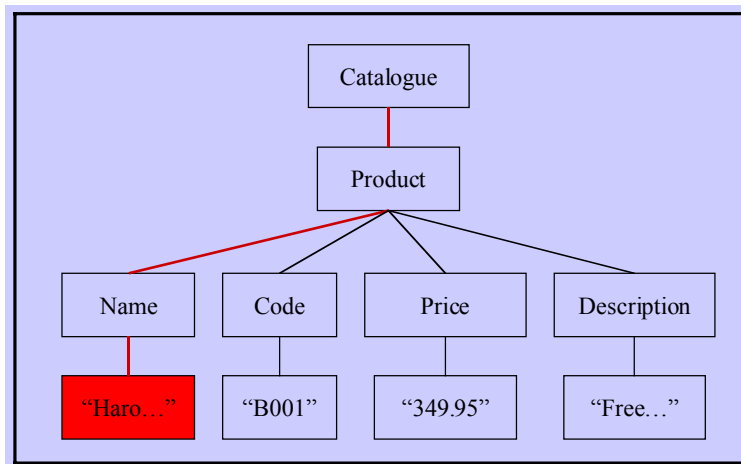 Catalogue
Product
Name Code Price Description
“Haro…” “B001” “349.95” “Free…”